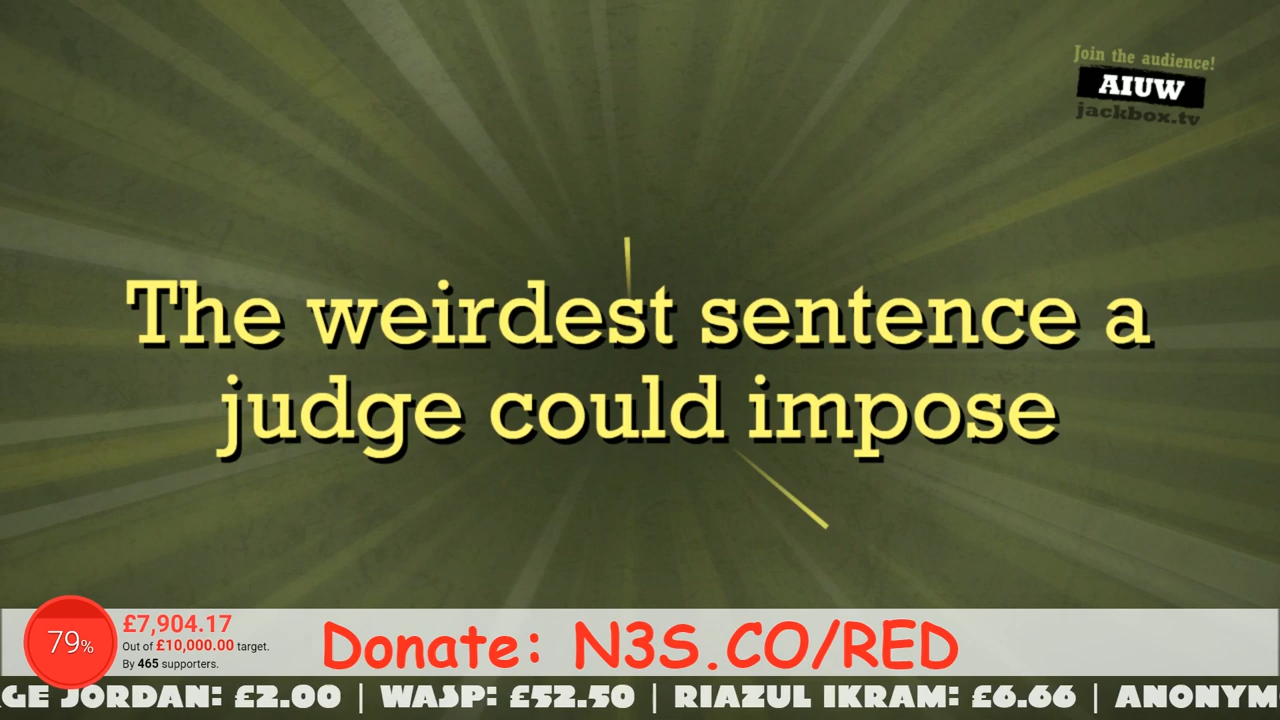 Join the audience!
AIUW
jackbox.tv
The weirdest sentence a
judge could impose
79%
£7,904.17
Out of £10,000.00 target.
By 465 supporters.
Donate: N3S.CO/RED
GE JORDAN: £2.00 | WASP: £52.50 | RIAZUL IKRAM: £6.66 | ANONYM